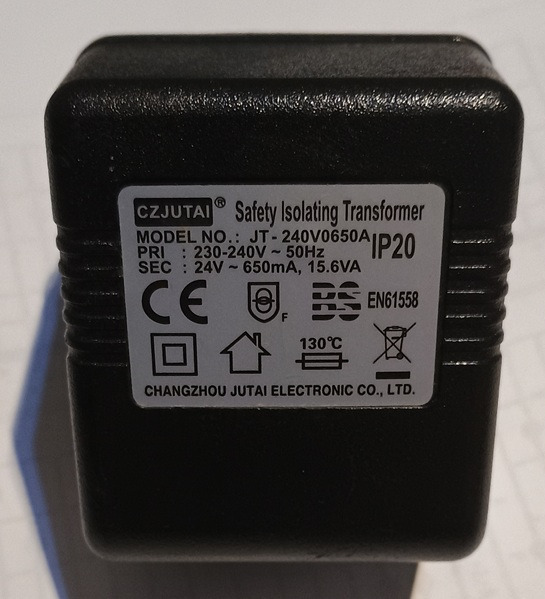 CZJUTAI® Safety Isolating Transformer
MODEL NO.: JT-240V0650A
IP20
PRI : 230-240V ~ 50Hz
SEC : 24V ~ 650mA, 15.6VA
CE F BS EN61558
130℃
CHANGZHOU JUTAI ELECTRONIC CO., LTD.